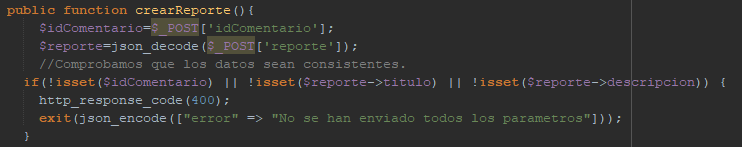 public function crearReporte(){
$idComentario=$_POST['idComentario'];
$reporte=json_decode($_POST['reporte']);
//Comprobamos que los datos sean consistentes.
if(!isset($idComentario) || !isset($reporte->titulo) || !isset($reporte->descripcion)) {
http_response_code(400);
exit(json_encode(["error" => "No se han enviado todos los parametros"]));
}